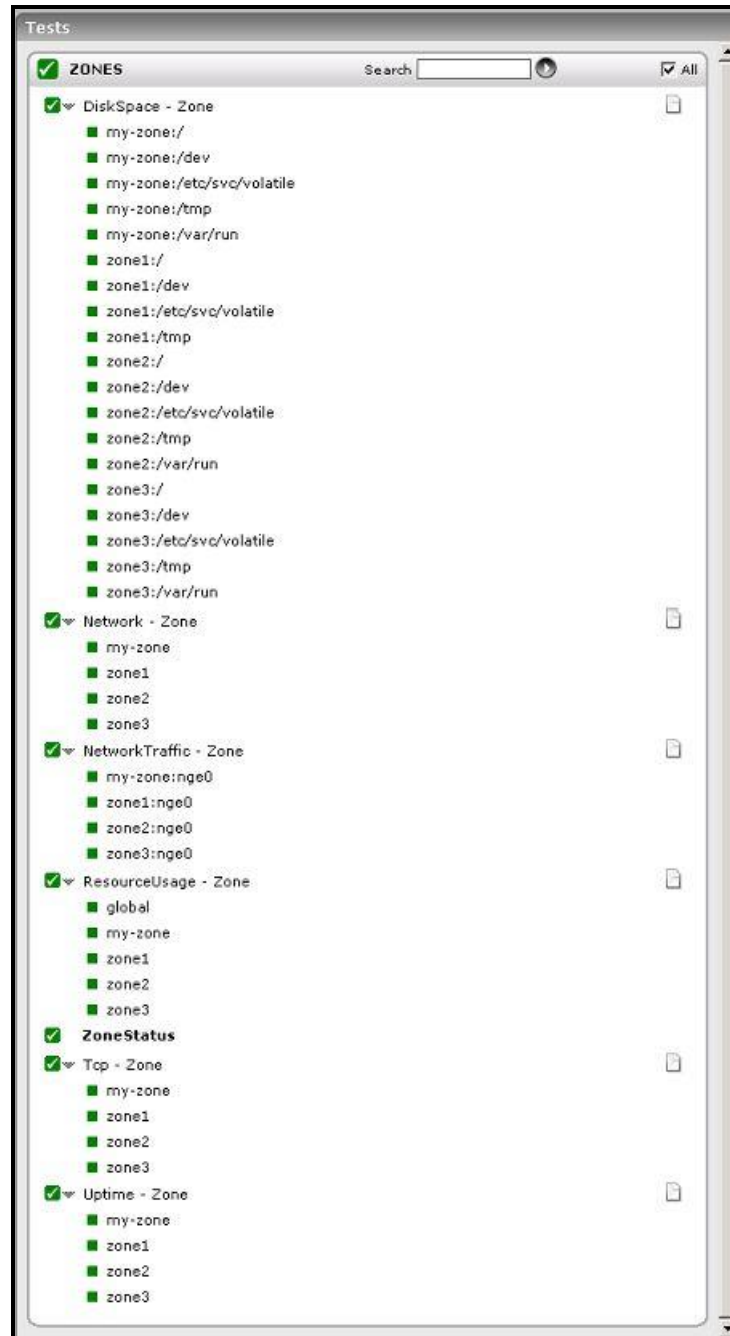 Tests
ZONES Search All
DiskSpace - Zone
my-zone:/
my-zone:/dev
my-zone:/etc/svc/volatile
my-zone:/tmp
my-zone:/var/run
zone1:/
zone1:/dev
zone1:/etc/svc/volatile
zone1:/tmp
zone2:/
zone2:/dev
zone2:/etc/svc/volatile
zone2:/tmp
zone2:/var/run
zone3:/
zone3:/dev
zone3:/etc/svc/volatile
zone3:/tmp
zone3:/var/run
Network - Zone
my-zone
zone1
zone2
zone3
NetworkTraffic - Zone
my-zone:nge0
zone1:nge0
zone2:nge0
zone3:nge0
ResourceUsage - Zone
global
my-zone
zone1
zone2
zone3
ZoneStatus
Tcp - Zone
my-zone
zone1
zone2
zone3
Uptime - Zone
my-zone
zone1
zone2
zone3